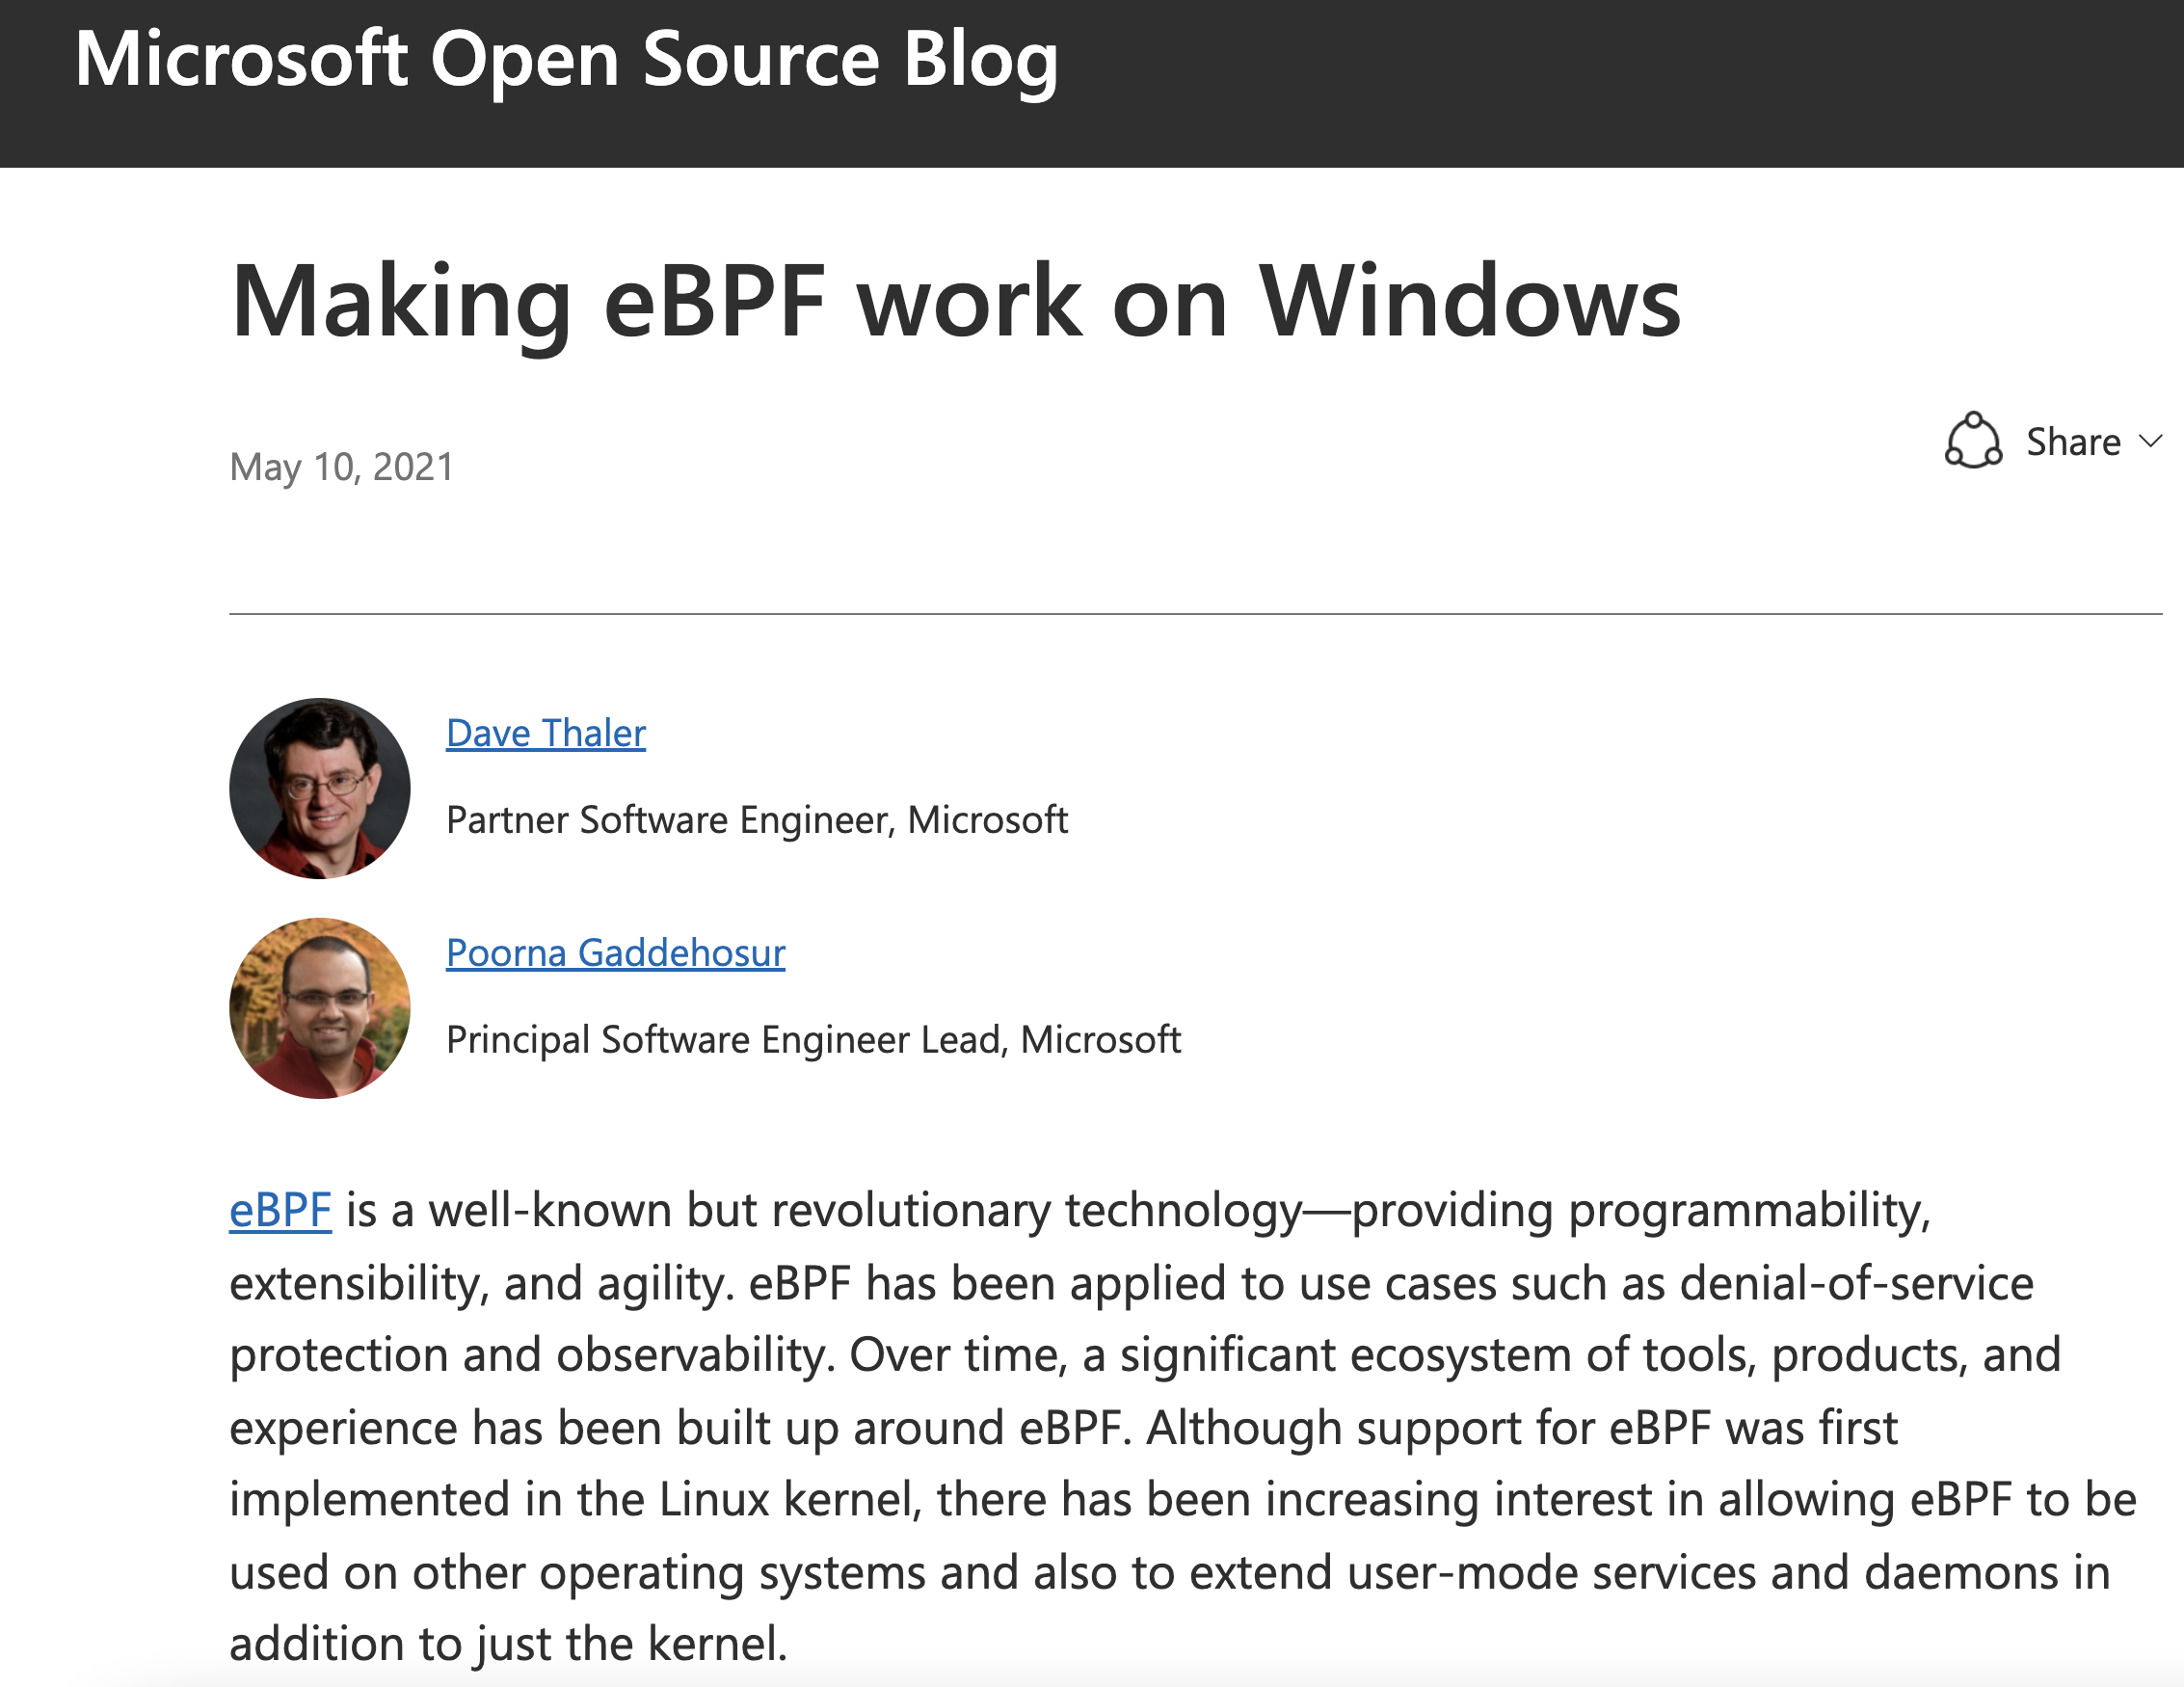 Microsoft Open Source Blog
Making eBPF work on Windows
May 10, 2021
Share
Dave Thaler
Partner Software Engineer, Microsoft
Poorna Gaddehosur
Principal Software Engineer Lead, Microsoft
eBPF is a well-known but revolutionary technology—providing programmability,
extensibility, and agility. eBPF has been applied to use cases such as denial-of-service
protection and observability. Over time, a significant ecosystem of tools, products, and
experience has been built up around eBPF. Although support for eBPF was first
implemented in the Linux kernel, there has been increasing interest in allowing eBPF to be
used on other operating systems and also to extend user-mode services and daemons in
addition to just the kernel.